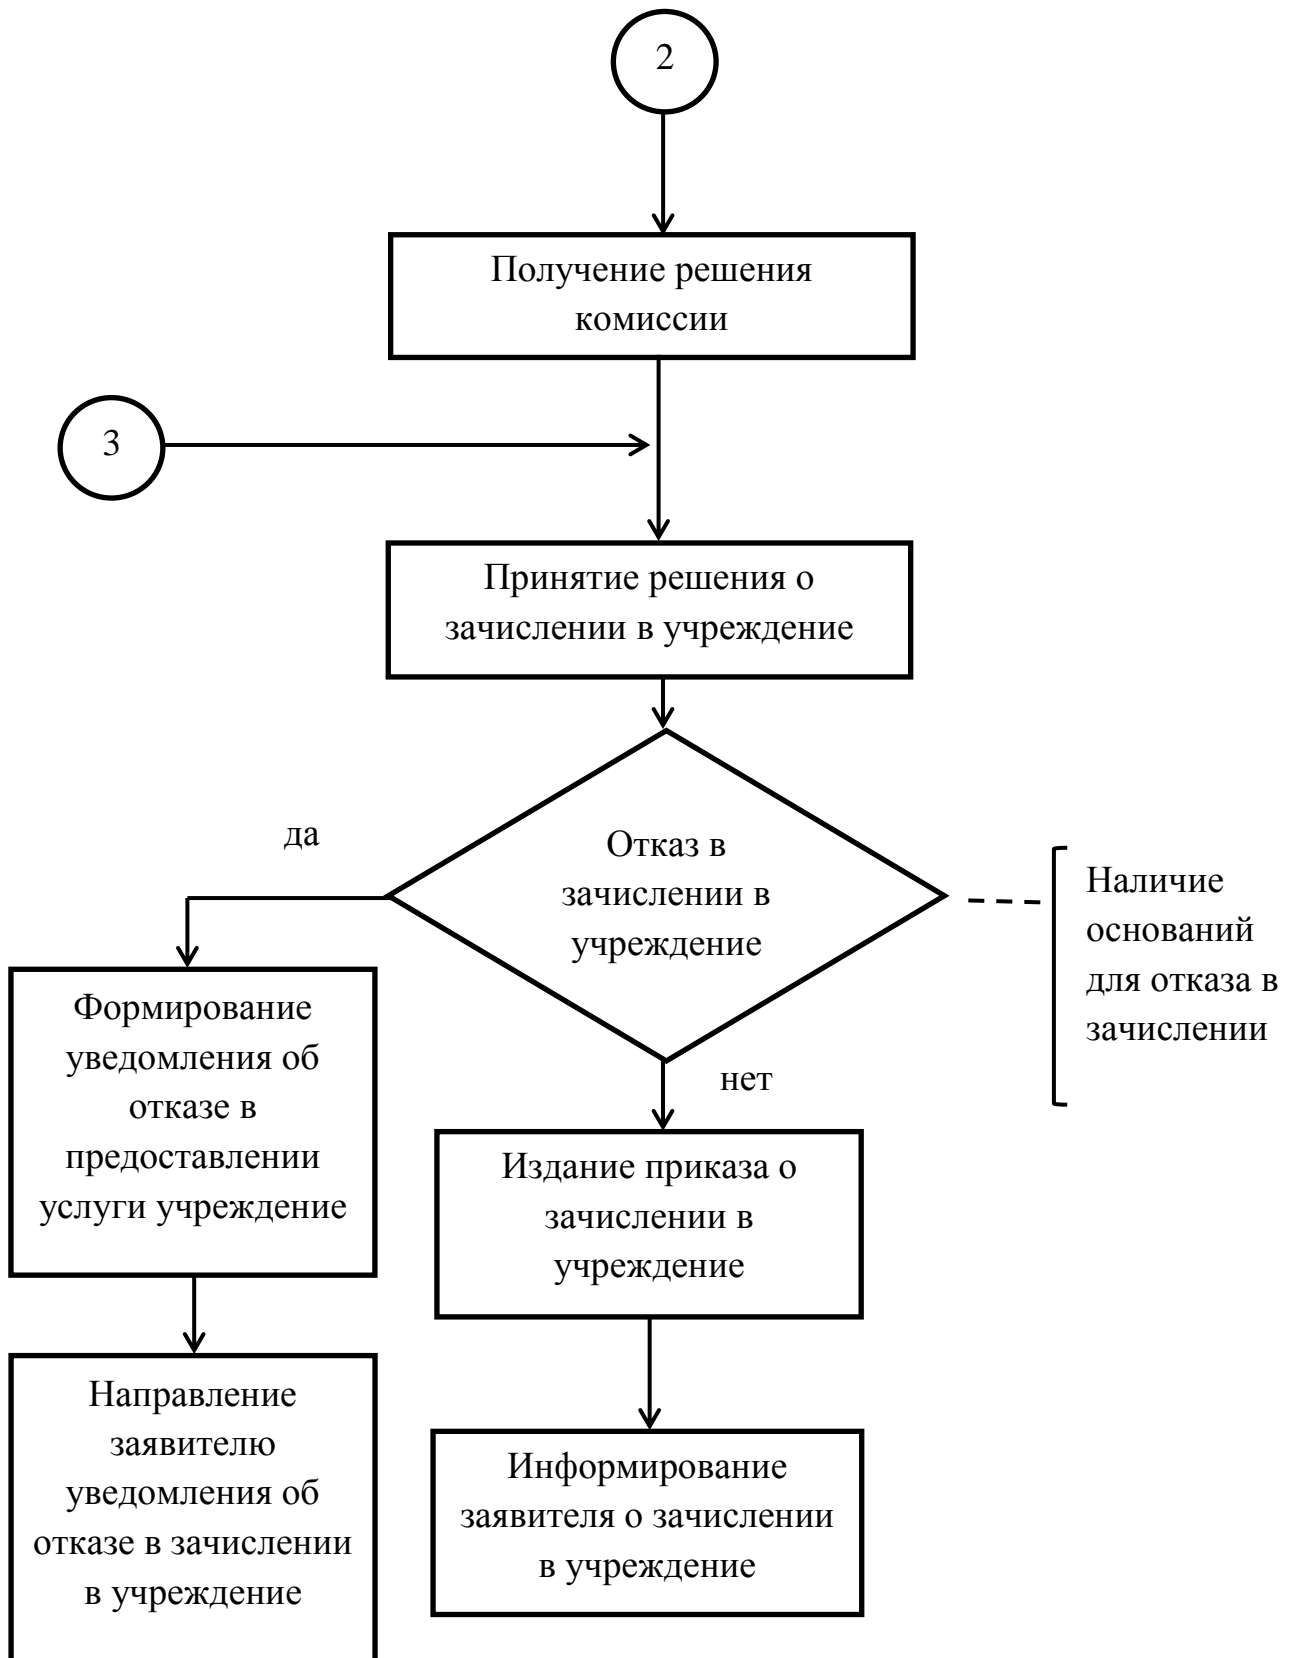 2
Получение решения
комиссии
3
Принятие решения о
зачислении в учреждение
да
Отказ в
зачислении в
учреждение
Наличие
оснований
для отказа в
зачислении
Формирование
уведомления об
отказе в
предоставлении
услуги учреждение
нет
Издание приказа о
зачислении в
учреждение
Направление
заявителю
уведомления об
отказе в зачислении
в учреждение
Информирование
заявителя о зачислении
в учреждение